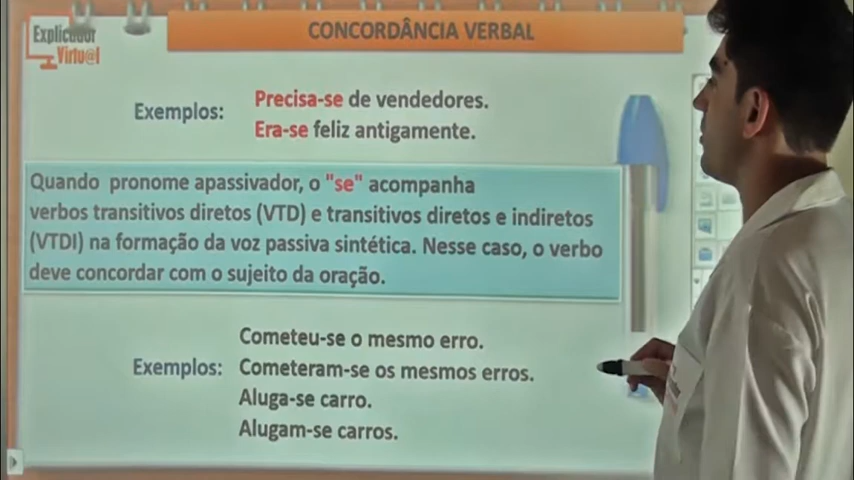 Explicador
Virtu@l
CONCORDÂNCIA VERBAL
Exemplos:
Precisa-se de vendedores.
Era-se feliz antigamente.
Quando pronome apassivador, o "se" acompanha
verbos transitivos diretos (VTD) e transitivos diretos e indiretos
(VTDI) na formação da voz passiva sintética. Nesse caso, o verbo
deve concordar com o sujeito da oração.
Exemplos:
Cometeu-se o mesmo erro.
Cometeram-se os mesmos erros.
Aluga-se carro.
Alugam-se carros.